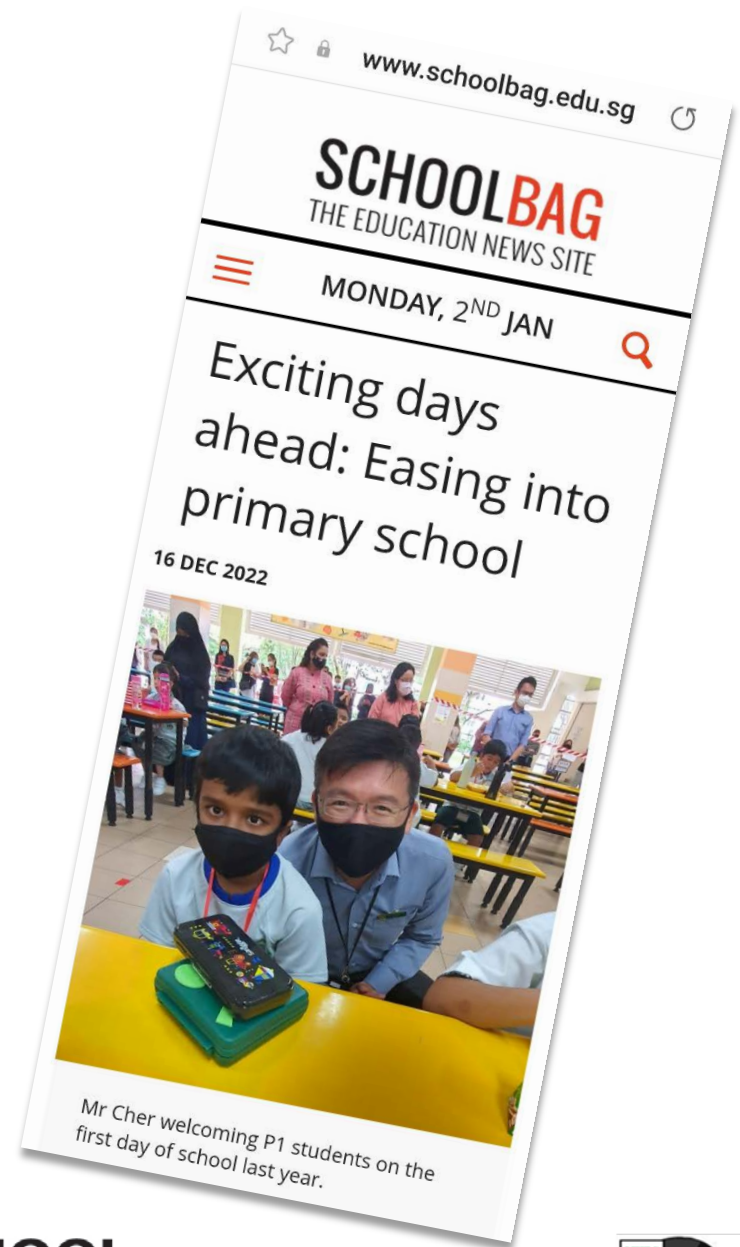 www.schoolbag.edu.sg
SCHOOLBAG
THE EDUCATION NEWS SITE
MONDAY, 2ND JAN
Exciting days
ahead: Easing into
primary school
16 DEC 2022
Mr Cher welcoming P1 students on the
first day of school last year.